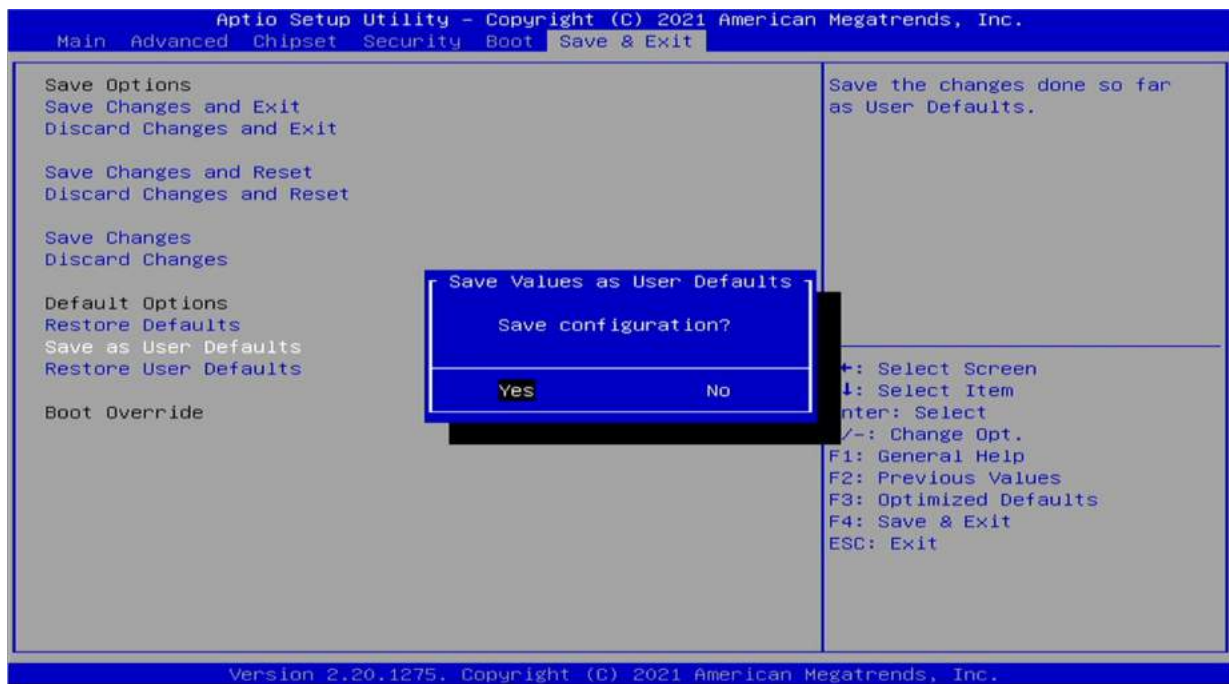 Aptio Setup Utility – Copyright (C) 2021 American Megatrends, Inc.
Main Advanced Chipset Security Boot Save & Exit
Save Options
Save Changes and Exit
Discard Changes and Exit
Save Changes and Reset
Discard Changes and Reset
Save Changes
Discard Changes
Default Options
Restore Defaults
Save as User Defaults
Restore User Defaults
Boot Override
Save Values as User Defaults
Save configuration?
Yes No
Save the changes done so far
as User Defaults.
←: Select Screen
↓: Select Item
nter: Select
/-: Change Opt.
F1: General Help
F2: Previous Values
F3: Optimized Defaults
F4: Save & Exit
ESC: Exit
Version 2.20.1275. Copyright (C) 2021 American Megatrends, Inc.